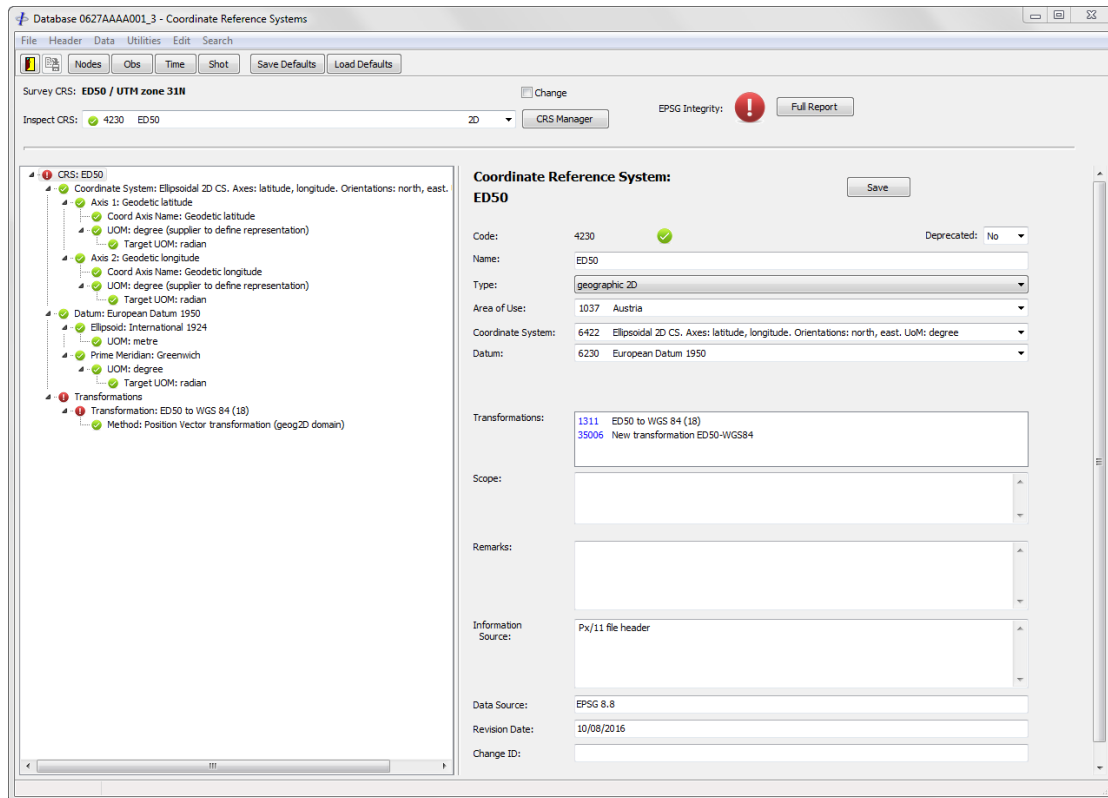 Database 0627AAAA001_3 - Coordinate Reference Systems
File Header Data Utilities Edit Search
Nodes Obs Time Shot Save Defaults Load Defaults
Survey CRS: ED50 / UTM zone 31N
Change
Inspect CRS: 4230 ED50 2D
CRS Manager
EPSG Integrity:
Full Report
CRS: ED50
Coordinate System: Ellipsoidal 2D CS. Axes: latitude, longitude. Orientations: north, east.
Axis 1: Geodetic latitude
Coord Axis Name: Geodetic latitude
UOM: degree (supplier to define representation)
Target UOM: radian
Axis 2: Geodetic longitude
Coord Axis Name: Geodetic longitude
UOM: degree (supplier to define representation)
Target UOM: radian
Datum: European Datum 1950
Ellipsoid: International 1924
UOM: metre
Prime Meridian: Greenwich
UOM: degree
Target UOM: radian
Transformations
Transformation: ED50 to WGS 84 (18)
Method: Position Vector transformation (geog2D domain)
Coordinate Reference System:
ED50
Save
Code: 4230
Deprecated: No
Name: ED50
Type: geographic 2D
Area of Use: 1037 Austria
Coordinate System: 6422 Ellipsoidal 2D CS. Axes: latitude, longitude. Orientations: north, east. UoM: degree
Datum: 6230 European Datum 1950
Transformations: 1311 ED50 to WGS 84 (18)
35006 New transformation ED50-WGS84
Scope:
Remarks:
Information
Source:
Px/11 file header
Data Source: EPSG 8.8
Revision Date: 10/08/2016
Change ID: